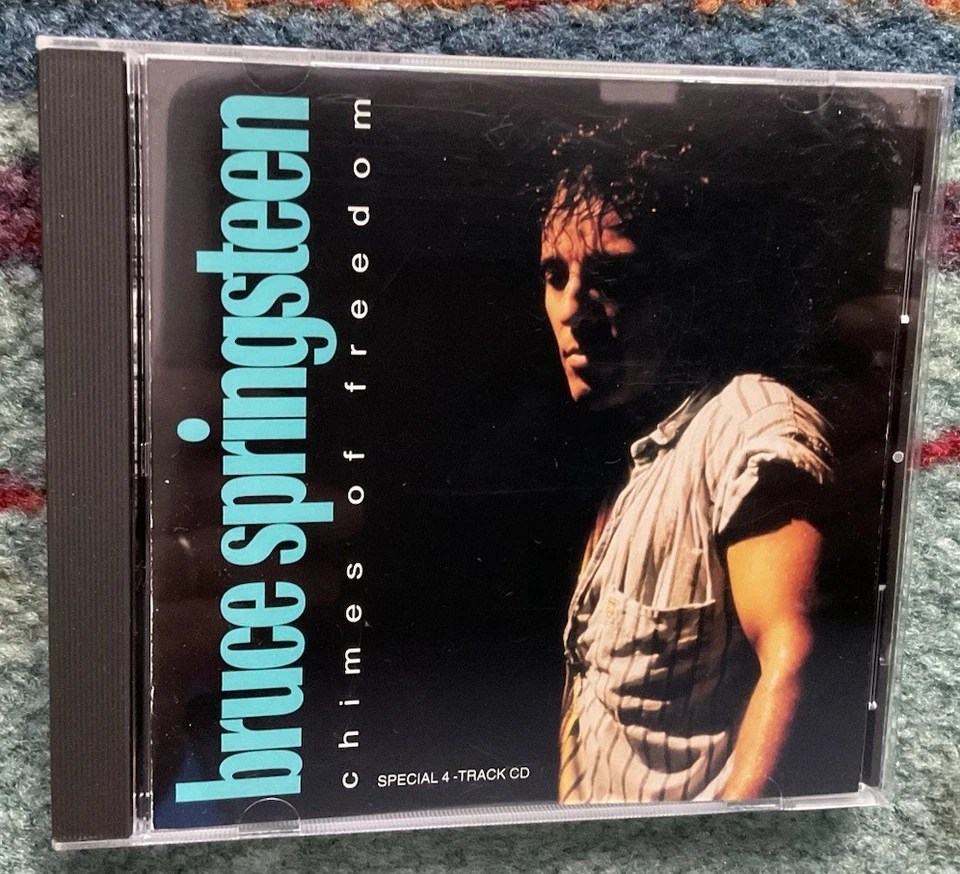 bruce springsteen
chimes of freedom
SPECIAL 4-TRACK CD